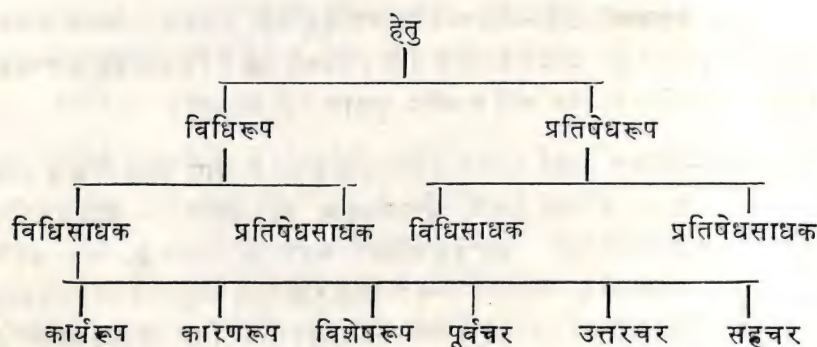 हेतु
विधिरूप प्रतिषेधरूप
विधिसाधक प्रतिषेधसाधक विधिसाधक प्रतिषेधसाधक
कार्यरूप कारणरूप विशेषरूप पूर्वचर उत्तरचर सहचर